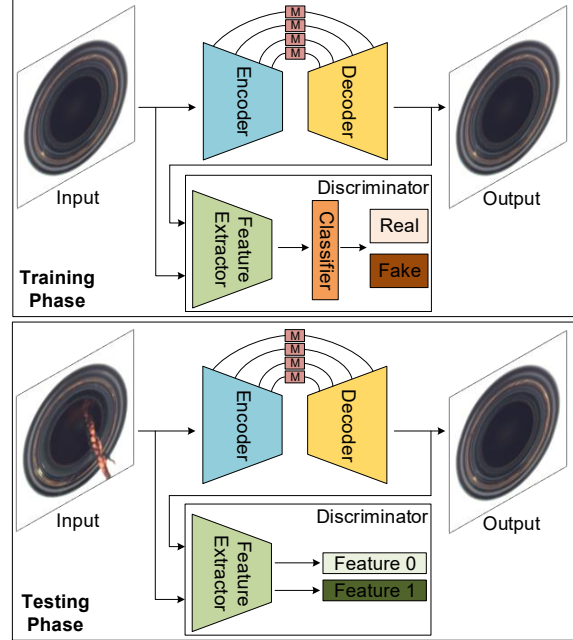 M
M
M
M
Encoder
Decoder
Input
Output
Discriminator
Feature
Extractor
Classifier
Real
Fake
Training
Phase
M
M
M
M
Encoder
Decoder
Input
Output
Discriminator
Feature
Extractor
Feature 0
Feature 1
Testing
Phase